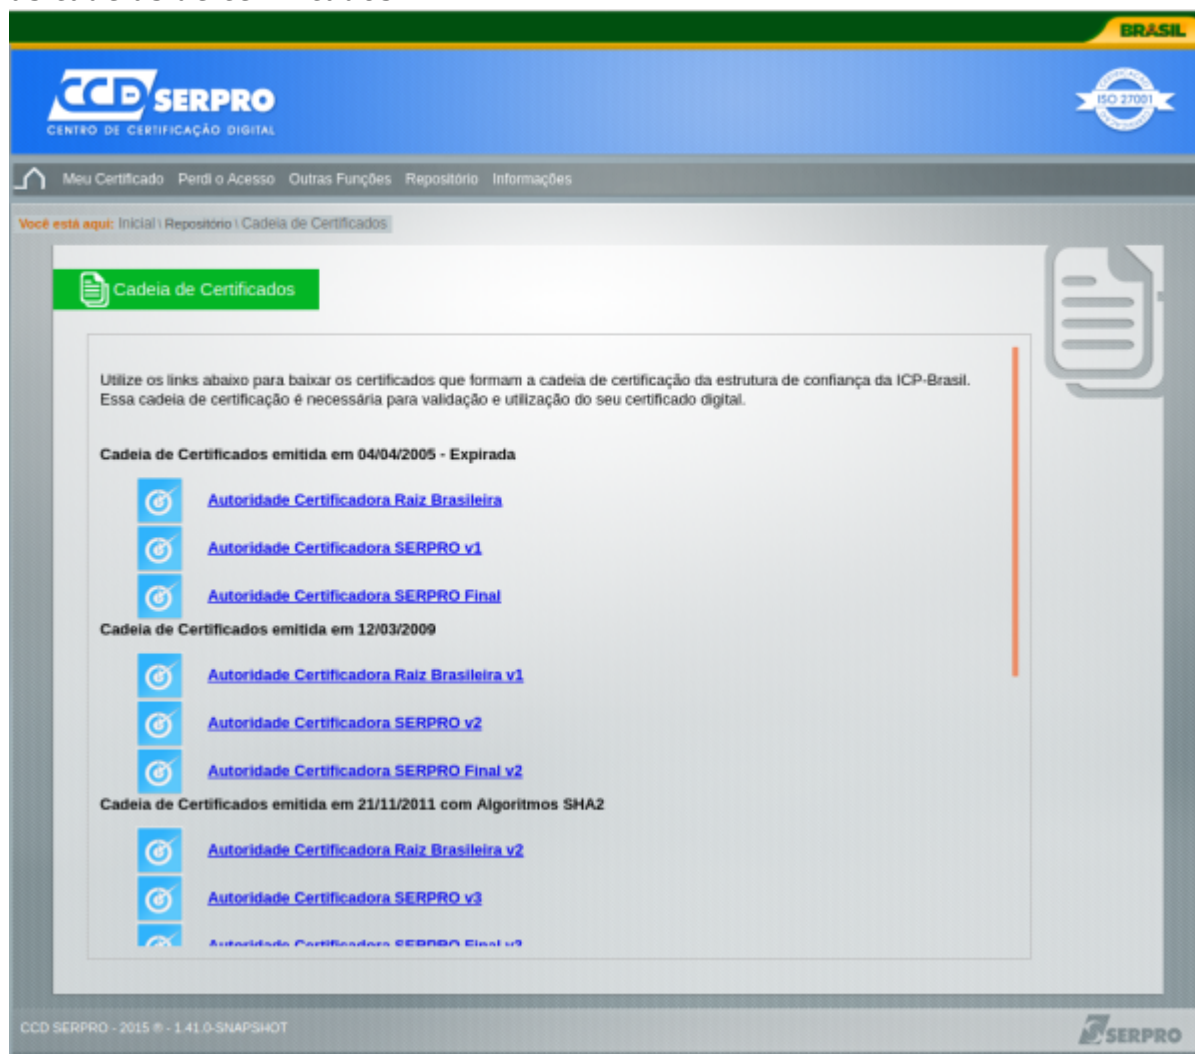 BRASIL
CCD SERPRO
CENTRO DE CERTIFICAÇÃO DIGITAL
CERTIFICAÇÃO
ISO 27001
Meu Certificado Perdi o Acesso Outras Funções Repositório Informações
Você está aqui: Inicial \ Repositório \ Cadeia de Certificados
Cadeia de Certificados
Utilize os links abaixo para baixar os certificados que formam a cadeia de certificação da estrutura de confiança da ICP-Brasil.
Essa cadeia de certificação é necessária para validação e utilização do seu certificado digital.
Cadeia de Certificados emitida em 04/04/2005 - Expirada
Autoridade Certificadora Raiz Brasileira
Autoridade Certificadora SERPRO v1
Autoridade Certificadora SERPRO Final
Cadeia de Certificados emitida em 12/03/2009
Autoridade Certificadora Raiz Brasileira v1
Autoridade Certificadora SERPRO v2
Autoridade Certificadora SERPRO Final v2
Cadeia de Certificados emitida em 21/11/2011 com Algoritmos SHA2
Autoridade Certificadora Raiz Brasileira v2
Autoridade Certificadora SERPRO v3
Autoridade Certificadora SERPRO Final
CCD SERPRO - 2015 ® - 1.41.0-SNAPSHOT
SERPRO